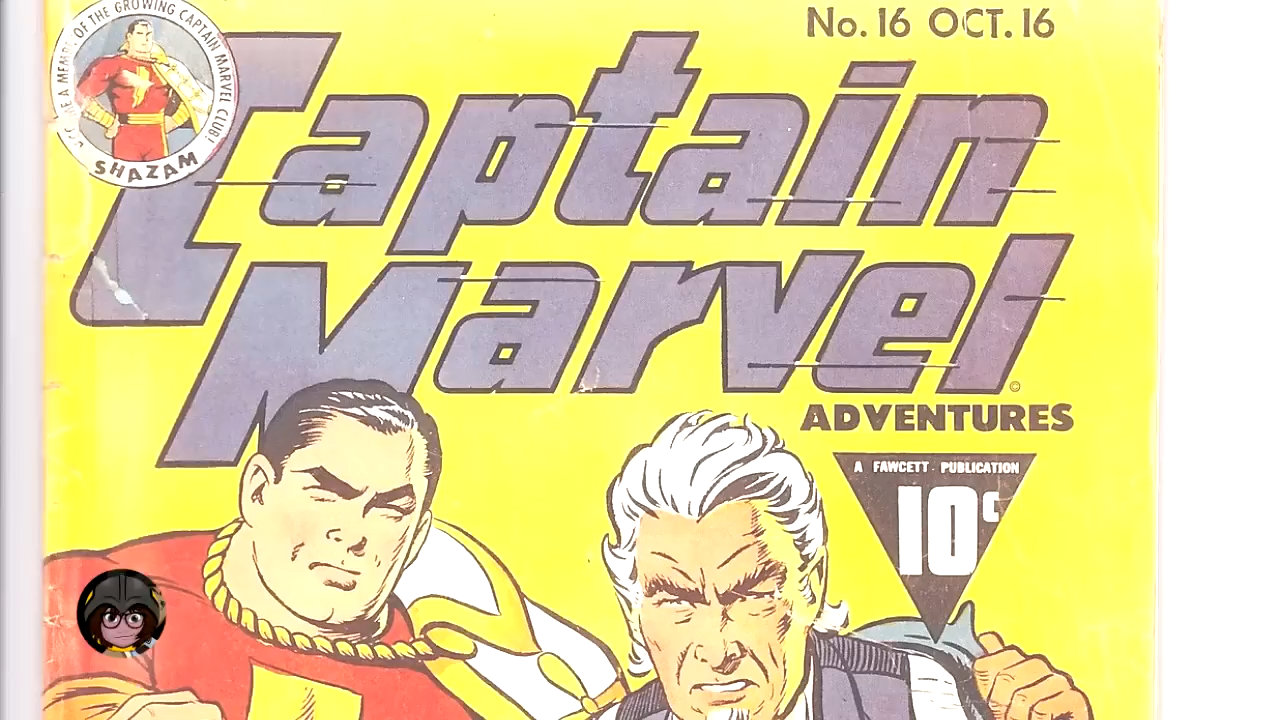 No. 16 OCT. 16
OF THE GROWING CAPTAIN MARVEL CLUB!
SHAZAM
Captain
Marvel
©
ADVENTURES
A FAWCETT PUBLICATION
10¢